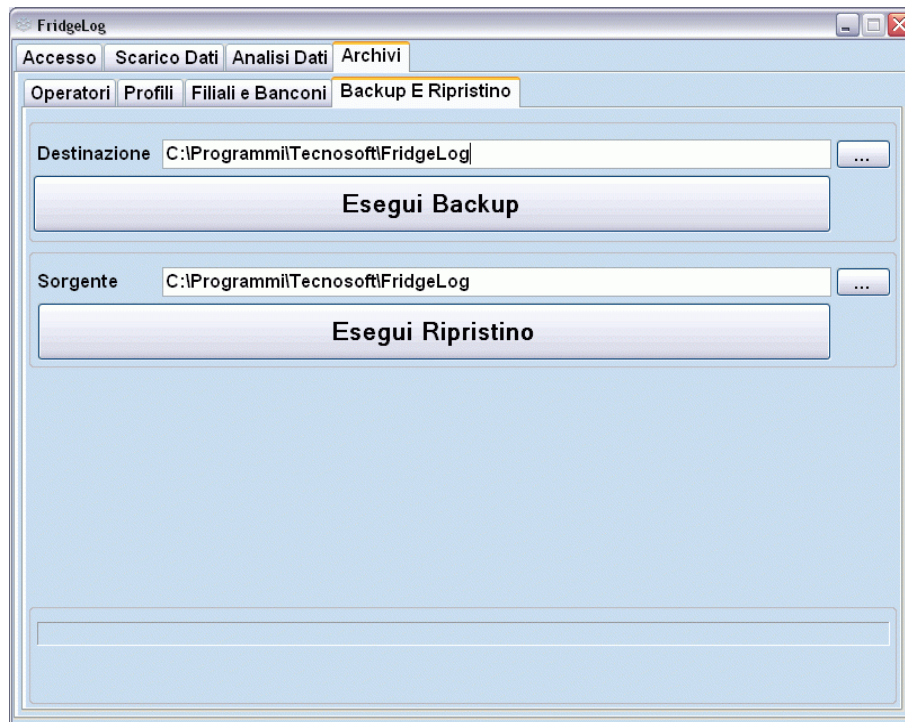 FridgeLog
Accesso Scarico Dati Analisi Dati Archivi
Operatori Profili Filiali e Banconi Backup E Ripristino
Destinazione C:\Programmi\Tecnosoft\FridgeLog ...
Esegui Backup
Sorgente C:\Programmi\Tecnosoft\FridgeLog ...
Esegui Ripristino